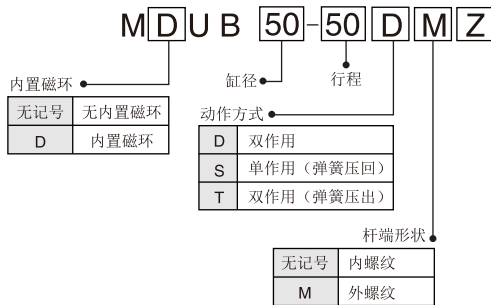 MDUB 50-50 D M Z
内置磁环
无记号 无内置磁环
D 内置磁环
缸径
行程
动作方式
D 双作用
S 单作用（弹簧压回）
T 双作用（弹簧压出）
杆端形状
无记号 内螺纹
M 外螺纹